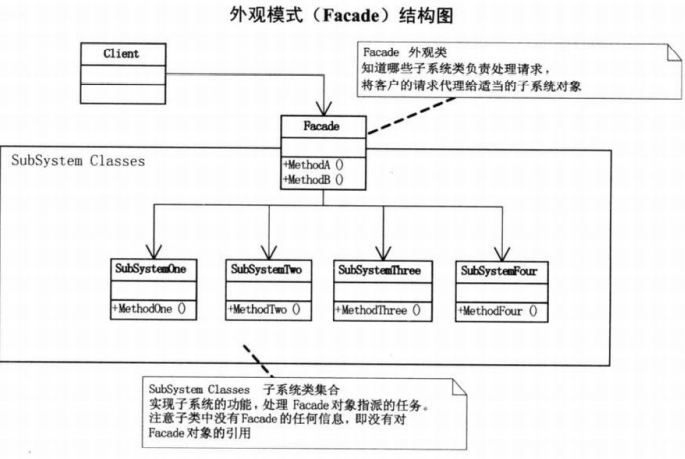 外观模式（Facade）结构图
Client
Facade 外观类
知道哪些子系统类负责处理请求，
将客户的请求代理给适当的子系统对象
Facade
+MethodA ()
+MethodB ()
SubSystem Classes
SubSystemOne
+MethodOne ()
SubSystemTwo
+MethodTwo ()
SubSystemThree
+MethodThree ()
SubSystemFour
+MethodFour ()
SubSystem Classes 子系统类集合
实现子系统的功能，处理 Facade对象指派的任务。
注意子类中没有Facade的任何信息，即没有对
Facade对象的引用